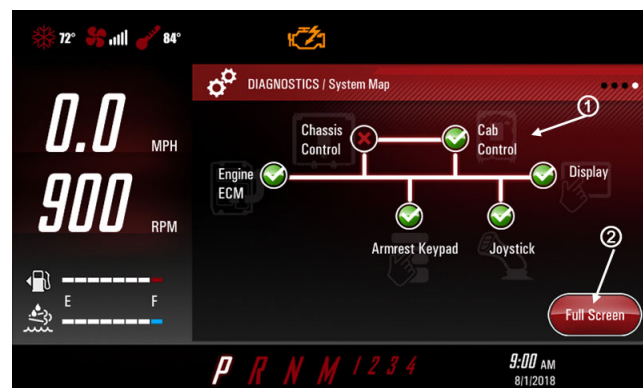 72° 84°
DIAGNOSTICS / System Map
1
0.0 MPH
Chassis Control
Cab Control
Engine ECM
Display
900 RPM
Armrest Keypad
Joystick
2
E F
Full Screen
P R N M 1 2 3 4
9:00 AM
8/1/2018